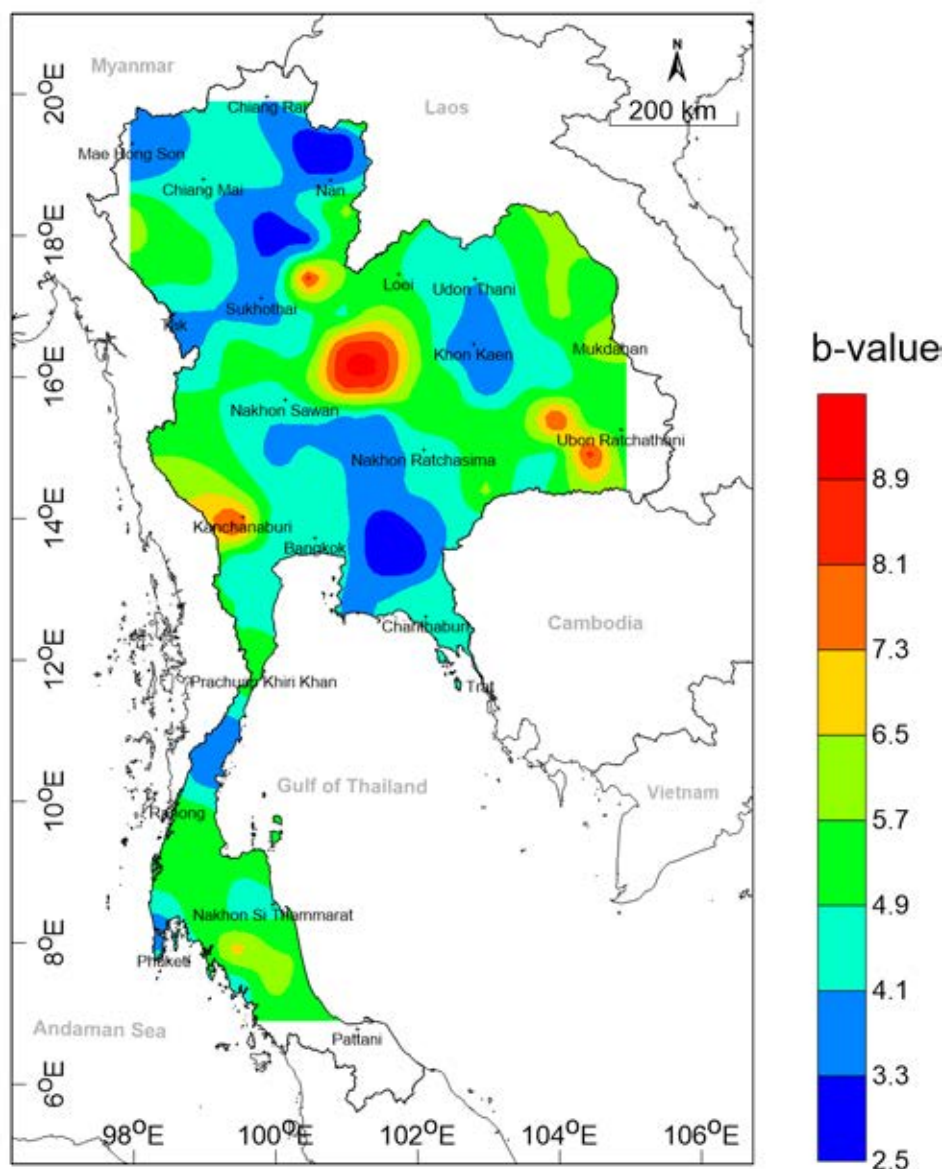 N
Myanmar
20°E
Chiang Rai
Laos
200 km
Mae Hong Son
Chiang Mai
Nan
18°E
Loei
Udon Thani
Sukhothai
Tak
b-value
16°E
Khon Kaen
Mukdahan
Nakhon Sawan
Ubon Ratchathani
Nakhon Ratchasima
8.9
14°E
Kanchanaburi
Bangkok
8.1
Chanthaburi
Cambodia
7.3
12°E
Prachuap Khiri Khan
Trat
6.5
10°E
Gulf of Thailand
Vietnam
Ranong
5.7
4.9
Nakhon Si Thammarat
8°E
Phuket
4.1
Andaman Sea
Pattani
3.3
6°E
98°E
100°E
102°E
104°E
106°E
2.5